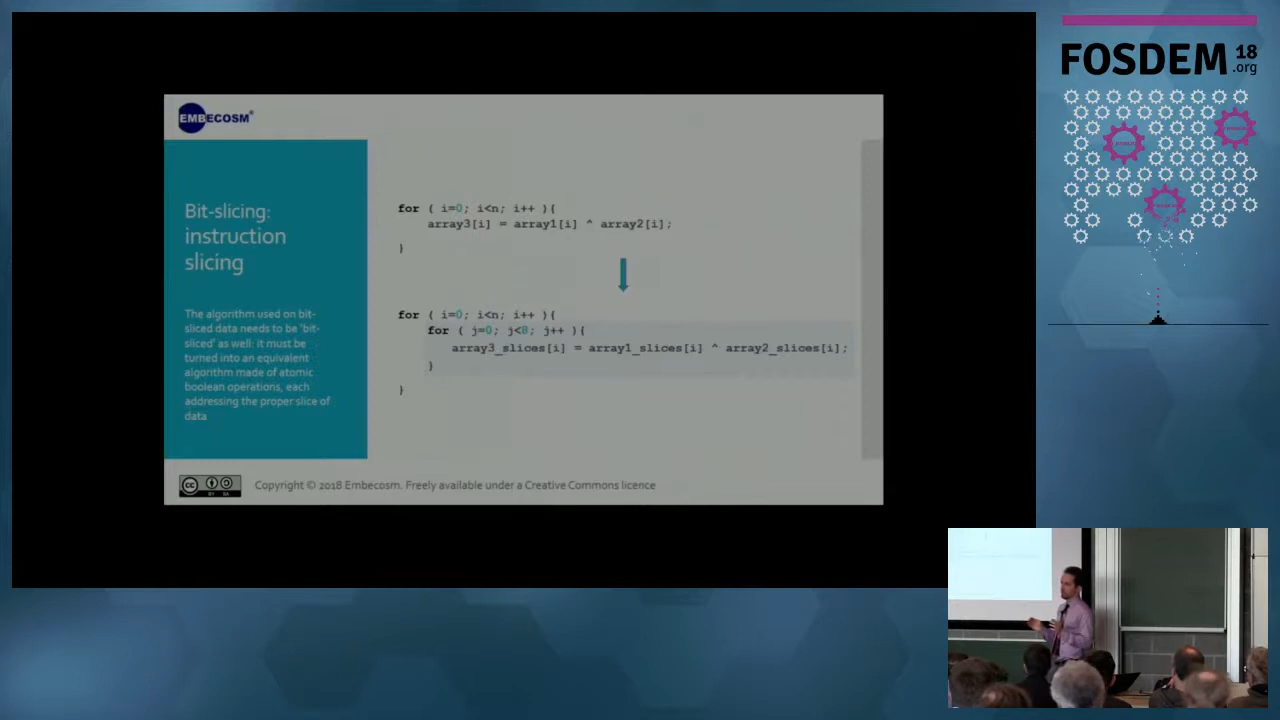 FOSDEM 18
.org
EMBECOSM®
Bit-slicing:
instruction
slicing
The algorithm used on bit-
sliced data needs to be 'bit-
sliced' as well: it must be
turned into an equivalent
algorithm made of atomic
boolean operations, each
addressing the proper slice of
data
for ( i=0; i<n; i++ ){
array3[i] = array1[i] ^ array2[i];
}
for ( i=0; i<n; i++ ){
for ( j=0; j<8; j++ ){
array3_slices[i] = array1_slices[i] ^ array2_slices[i];
}
}
cc
BY SA
Copyright © 2018 Embecosm. Freely available under a Creative Commons licence